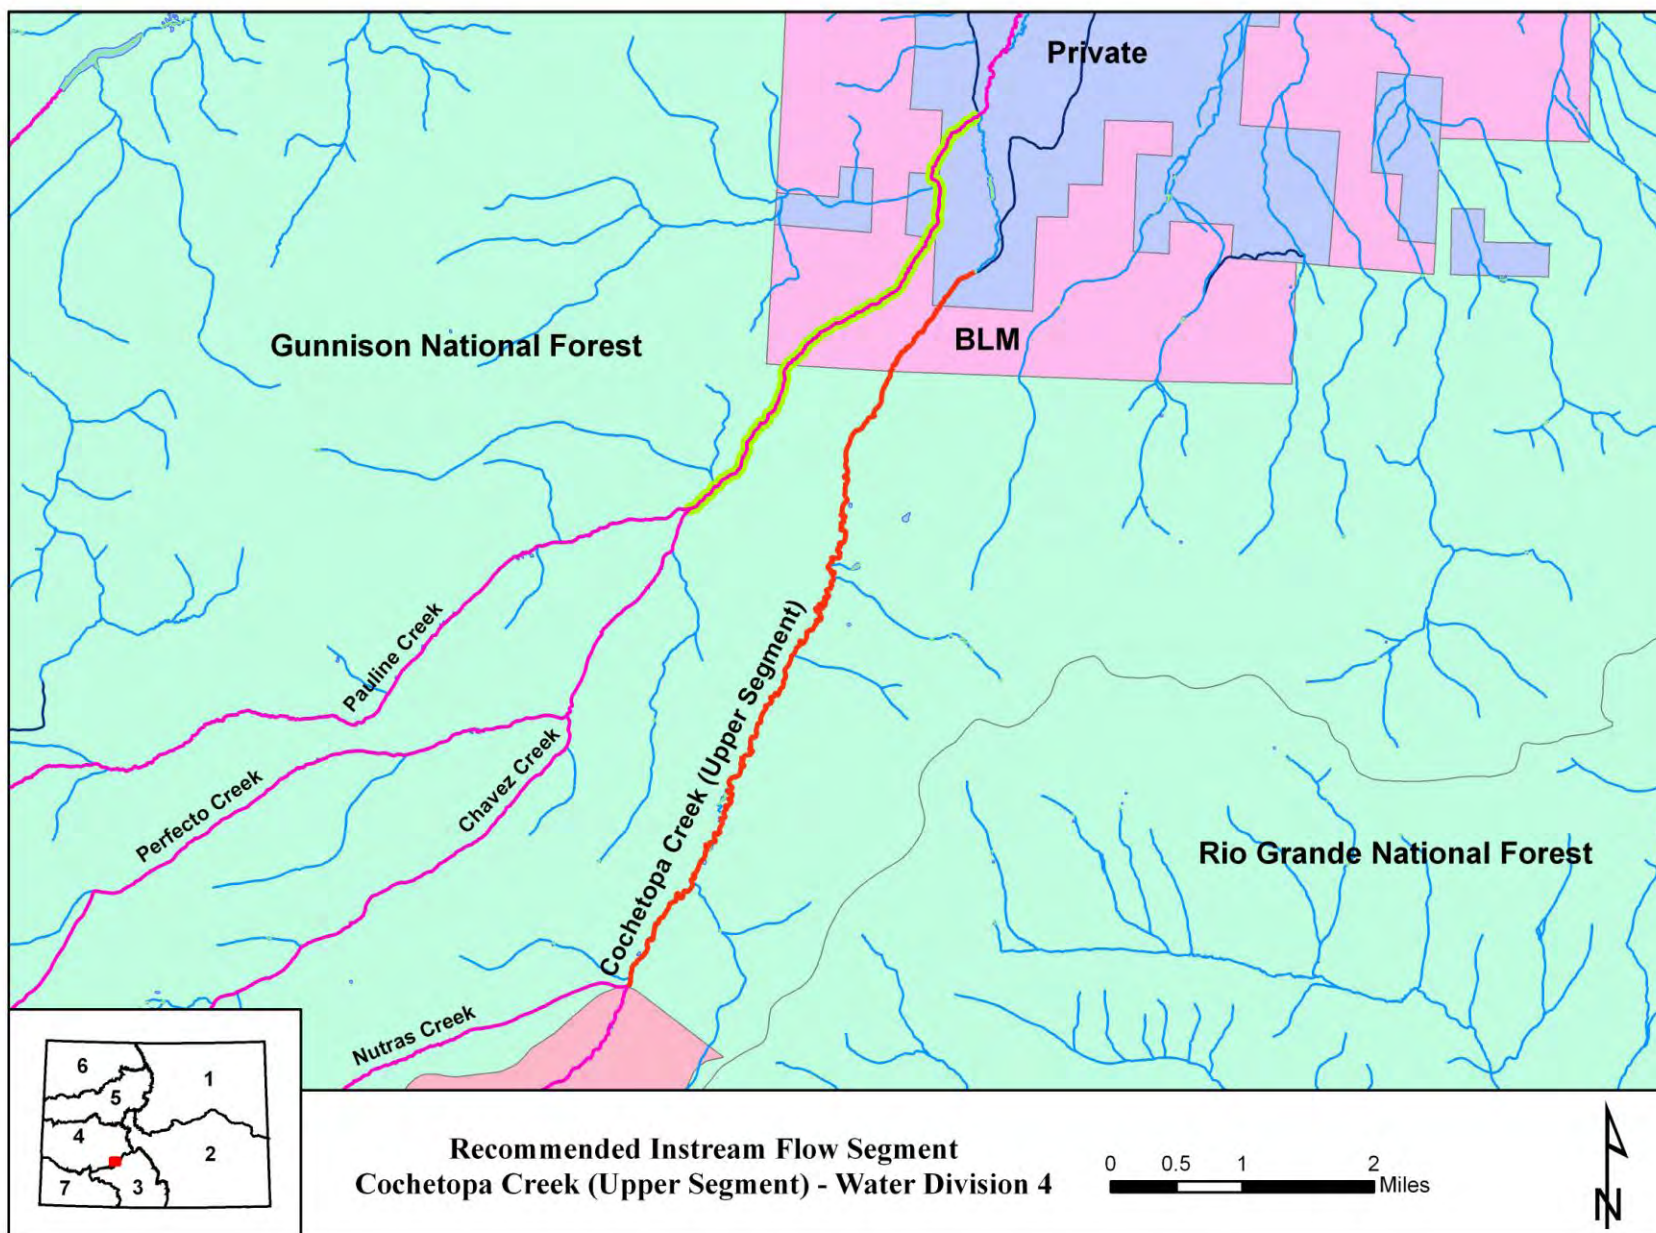 Private
Gunnison National Forest
BLM
Pauline Creek
Perfecto Creek
Chavez Creek
Cochetopa Creek (Upper Segment)
Rio Grande National Forest
Nutras Creek
6
1
5
4
2
7
3
Recommended Instream Flow Segment
Cochetopa Creek (Upper Segment) - Water Division 4
0 0.5 1 2
Miles
N